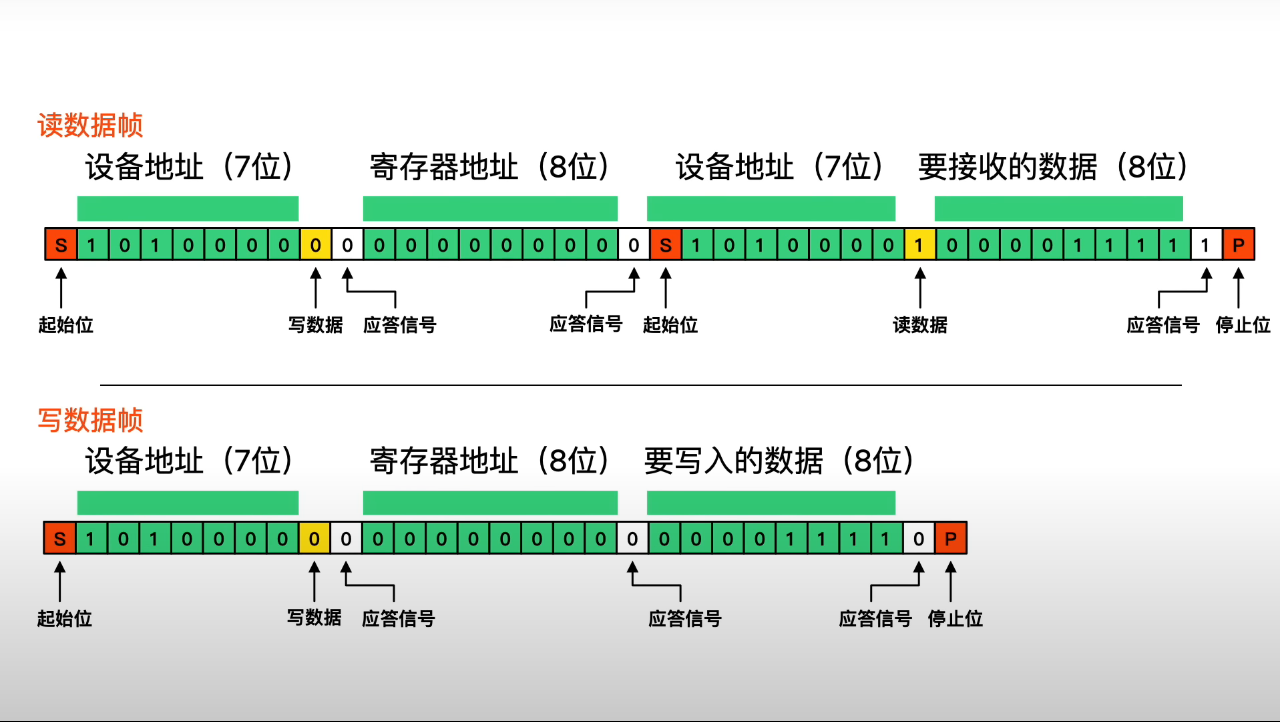 读数据帧
设备地址（7位） 寄存器地址（8位） 设备地址（7位） 要接收的数据（8位）
S 1 0 1 0 0 0 0 0 0 0 0 0 0 0 0 0 0 0 S 1 0 1 0 0 0 0 1 0 0 0 0 1 1 1 1 1 P
起始位 写数据 应答信号 应答信号 起始位 读数据 应答信号 停止位
写数据帧
设备地址（7位） 寄存器地址（8位） 要写入的数据（8位）
S 1 0 1 0 0 0 0 0 0 0 0 0 0 0 0 0 0 0 0 0 0 0 1 1 1 1 0 P
起始位 写数据 应答信号 应答信号 应答信号 停止位